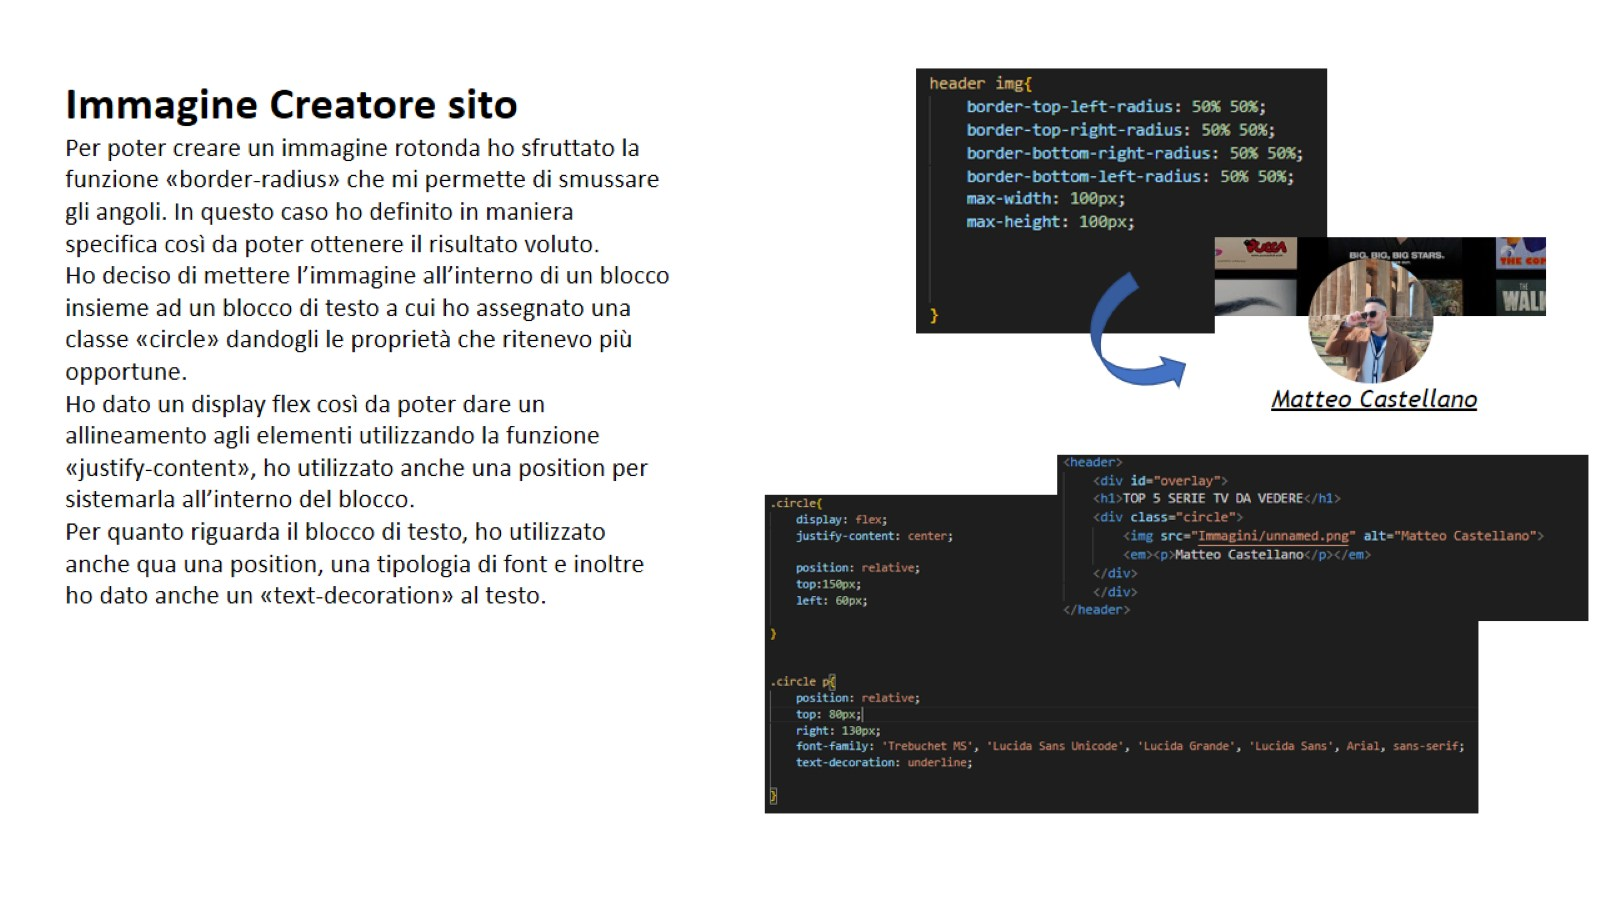 Immagine Creatore sito
Per poter creare un immagine rotonda ho sfruttato la
funzione «border-radius» che mi permette di smussare
gli angoli. In questo caso ho definito in maniera
specifica così da poter ottenere il risultato voluto.
Ho deciso di mettere l’immagine all’interno di un blocco
insieme ad un blocco di testo a cui ho assegnato una
classe «circle» dandogli le proprietà che ritenevo più
opportune.
Ho dato un display flex così da poter dare un
allineamento agli elementi utilizzando la funzione
«justify-content», ho utilizzato anche una position per
sistemarla all’interno del blocco.
Per quanto riguarda il blocco di testo, ho utilizzato
anche qua una position, una tipologia di font e inoltre
ho dato anche un «text-decoration» al testo.
header img{
border-top-left-radius: 50% 50%;
border-top-right-radius: 50% 50%;
border-bottom-right-radius: 50% 50%;
border-bottom-left-radius: 50% 50%;
max-width: 100px;
max-height: 100px;
}
BIG, BIG, BIG STARS.
THE
Matteo Castellano
<header>
<div id="overlay">
<h1>TOP 5 SERIE TV DA VEDERE</h1>
<div class="circle">
<img src="Immagini/unnamed.png" alt="Matteo Castellano">
<em><p>Matteo Castellano</p></em>
</div>
</div>
</header>
.circle{
display: flex;
justify-content: center;
position: relative;
top:150px;
left: 60px;
}
.circle p{
position: relative;
top: 80px;
right: 130px;
font-family: 'Trebuchet MS', 'Lucida Sans Unicode', 'Lucida Grande', 'Lucida Sans', Arial, sans-serif;
text-decoration: underline;
}